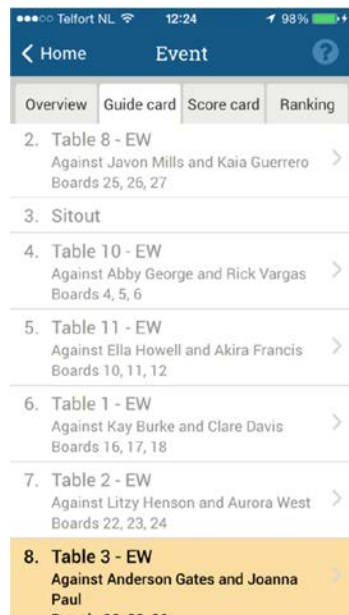 Telfort NL 12:24 98%
Home Event ?
Overview Guide card Score card Ranking
2. Table 8 - EW
Against Javon Mills and Kaia Guerrero
Boards 25, 26, 27
3. Sitout
4. Table 10 - EW
Against Abby George and Rick Vargas
Boards 4, 5, 6
5. Table 11 - EW
Against Ella Howell and Akira Francis
Boards 10, 11, 12
6. Table 1 - EW
Against Kay Burke and Clare Davis
Boards 16, 17, 18
7. Table 2 - EW
Against Litzy Henson and Aurora West
Boards 22, 23, 24
8. Table 3 - EW
Against Anderson Gates and Joanna
Paul